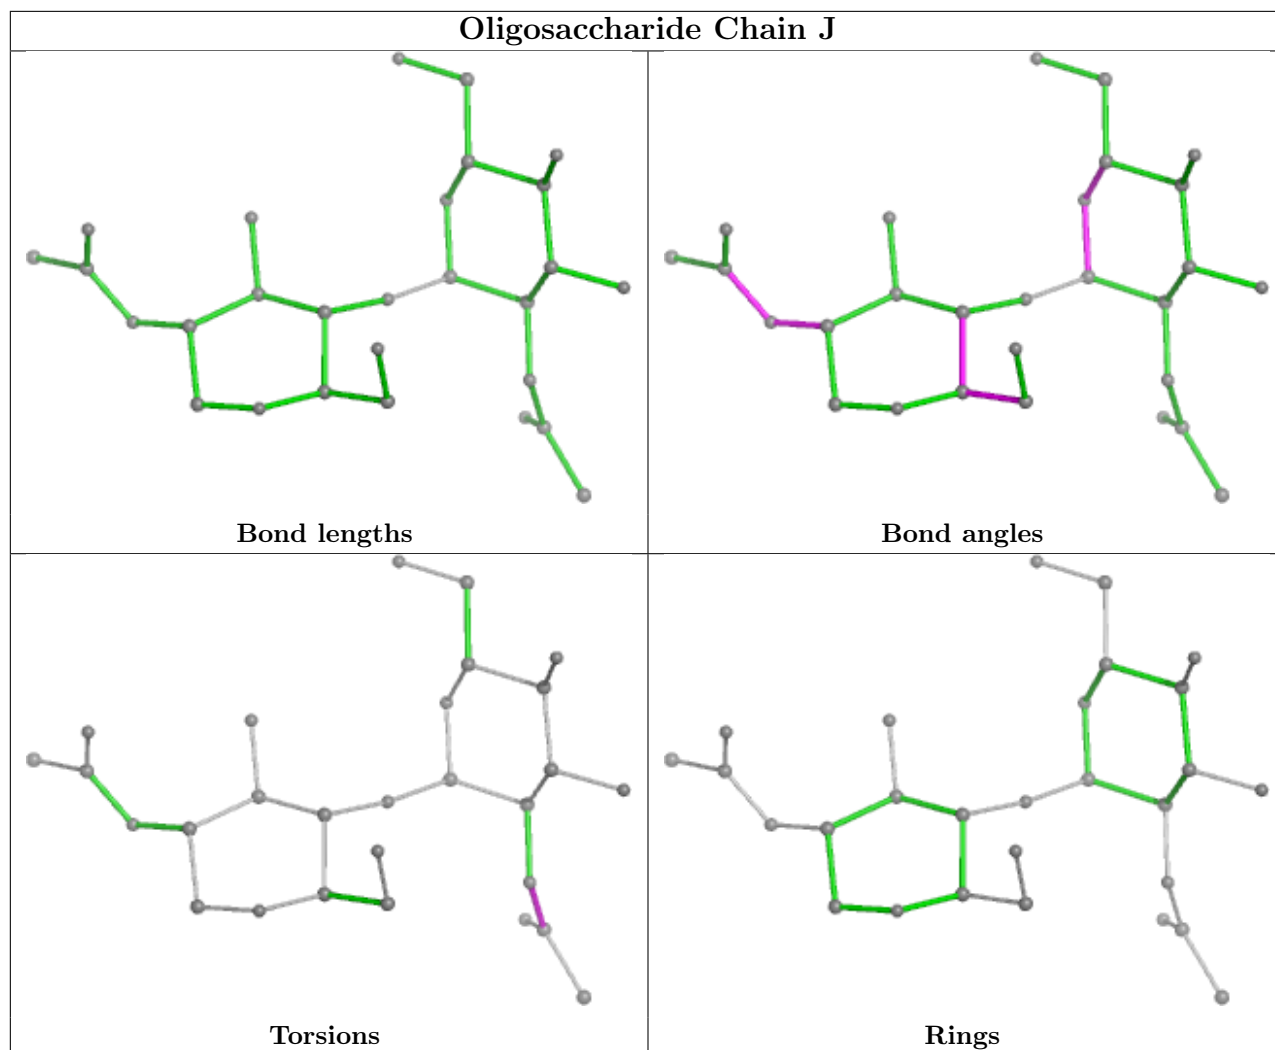 Oligosaccharide Chain J
Bond lengths
Bond angles
Torsions
Rings